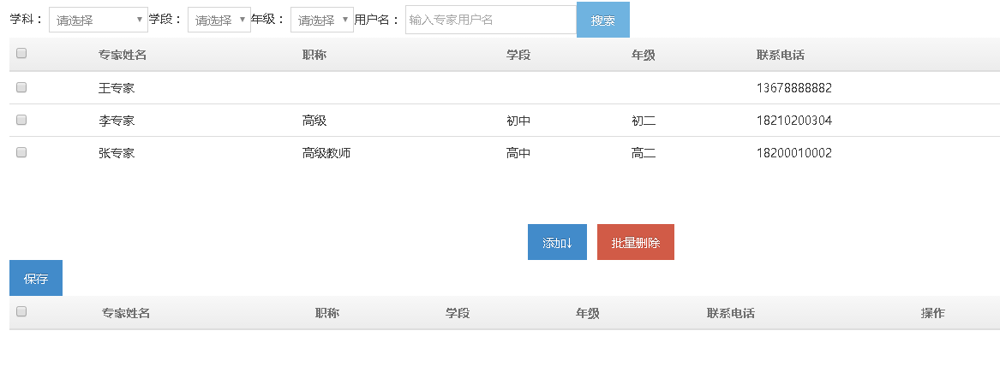 学科： 请选择 学段： 请选择 年级： 请选择 用户名： 输入专家用户名 搜索
专家姓名 职称 学段 年级 联系电话
王专家 13678888882
李专家 高级 初中 初二 18210200304
张专家 高级教师 高中 高二 18200010002
添加↓ 批量删除
保存
专家姓名 职称 学段 年级 联系电话 操作